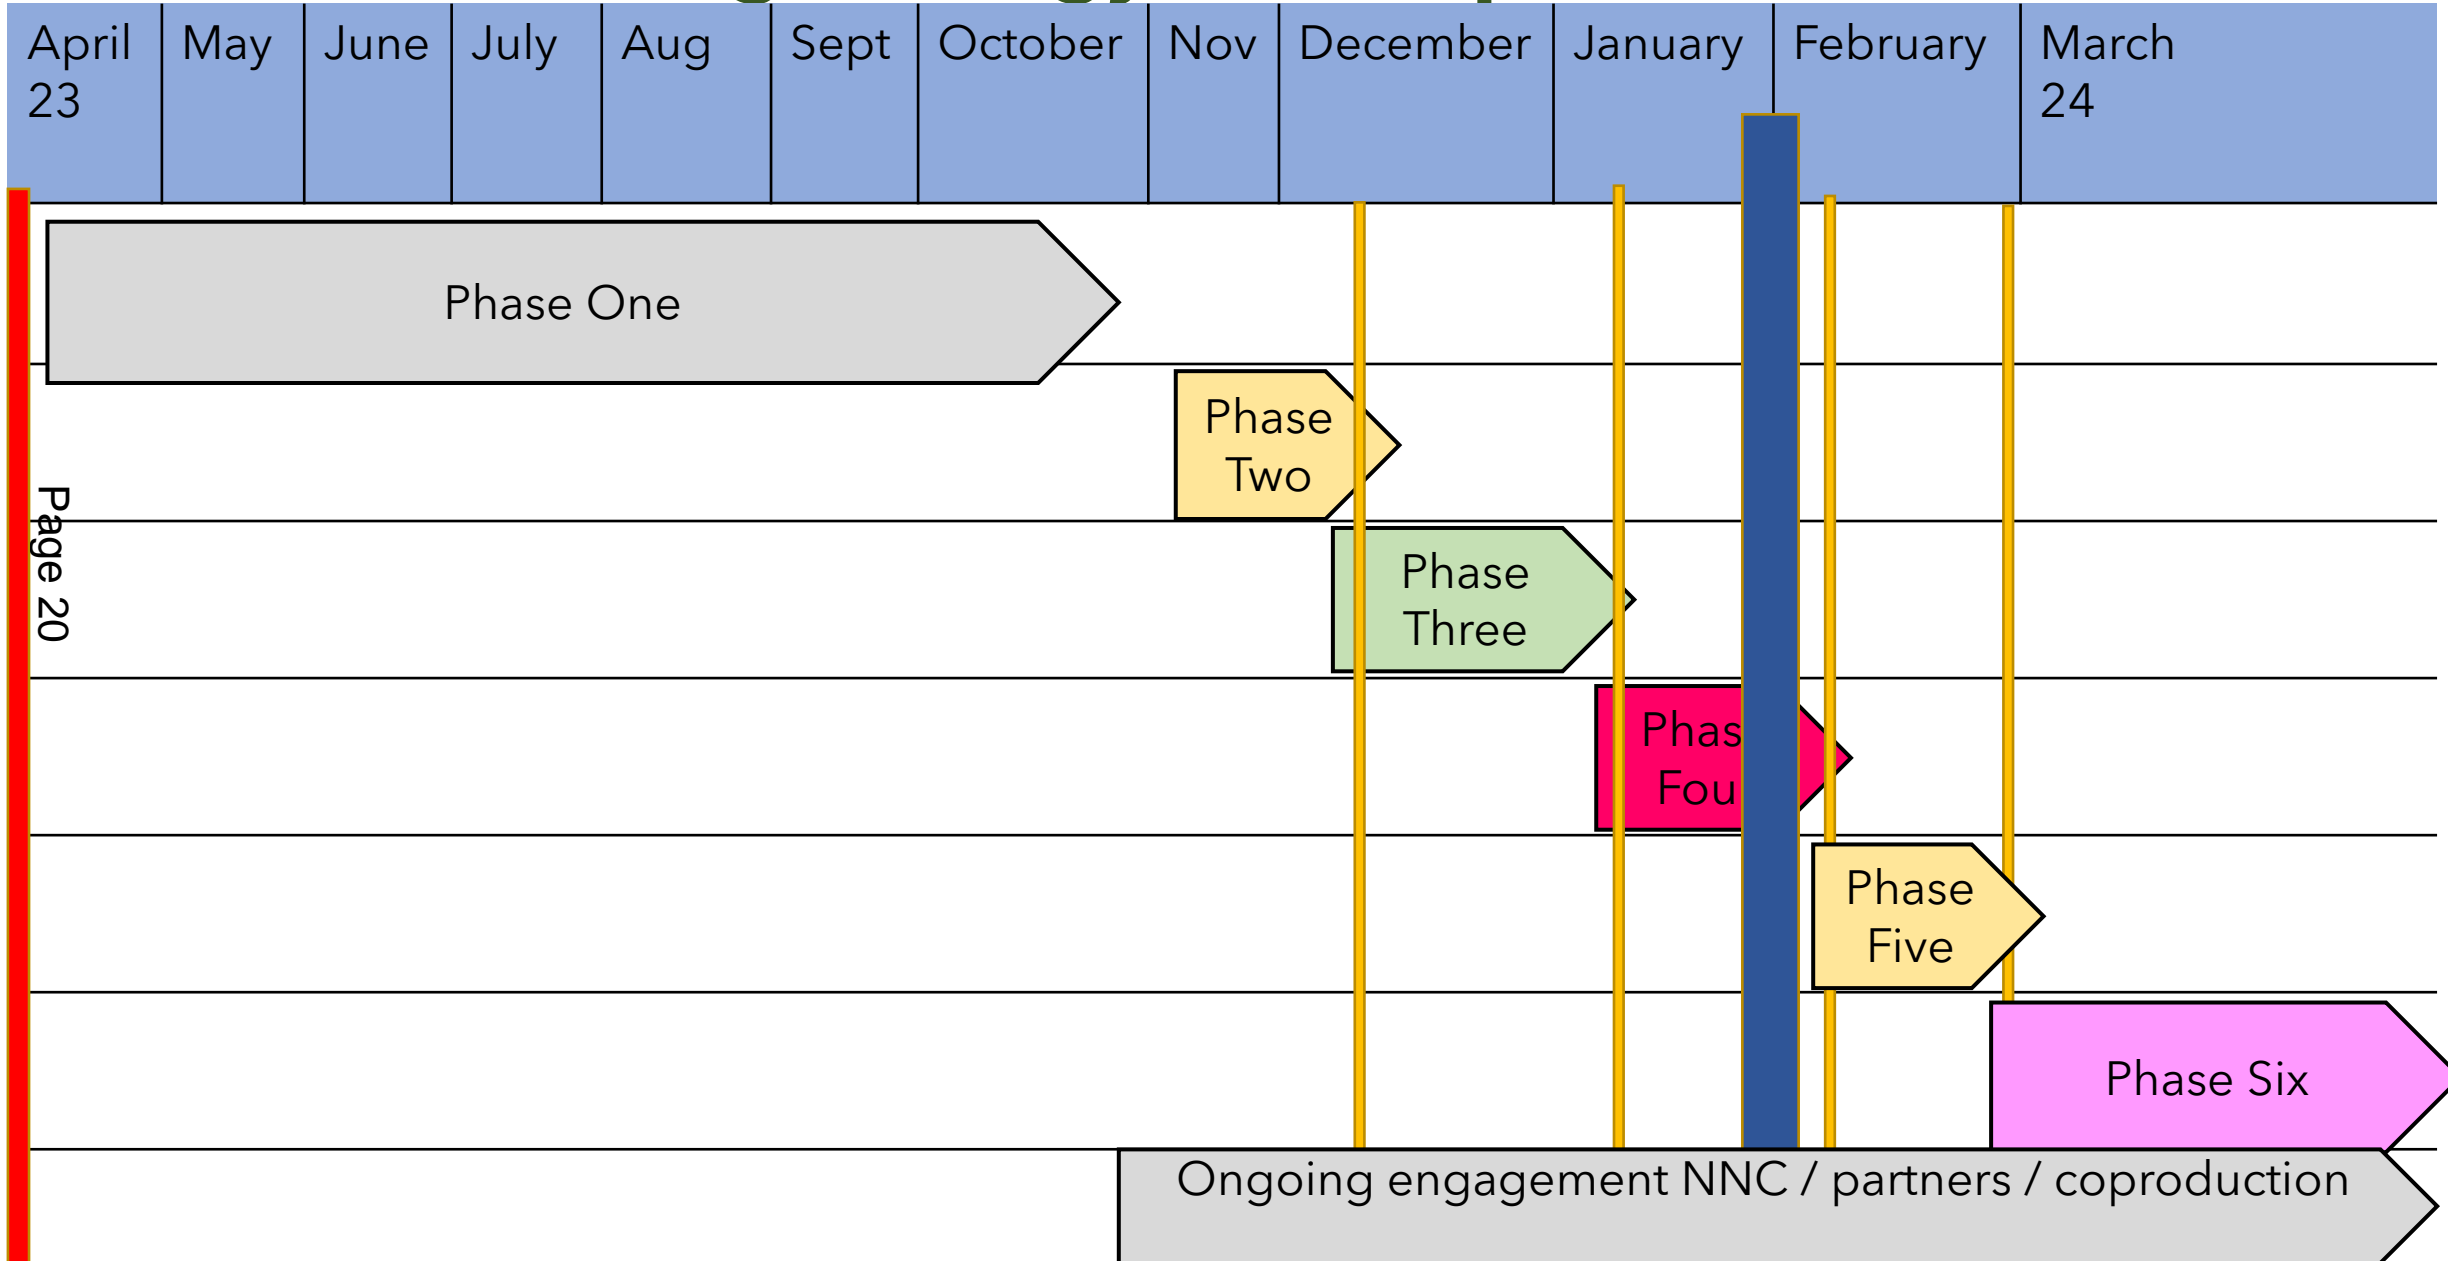 April
23
May
June
July
Aug
Sept
October
Nov
December
January
February
March
24
Phase One
Phase
Two
Page 20
Phase
Three
Phas
Fou
Phase
Five
Phase Six
Ongoing engagement NNC / partners / coproduction